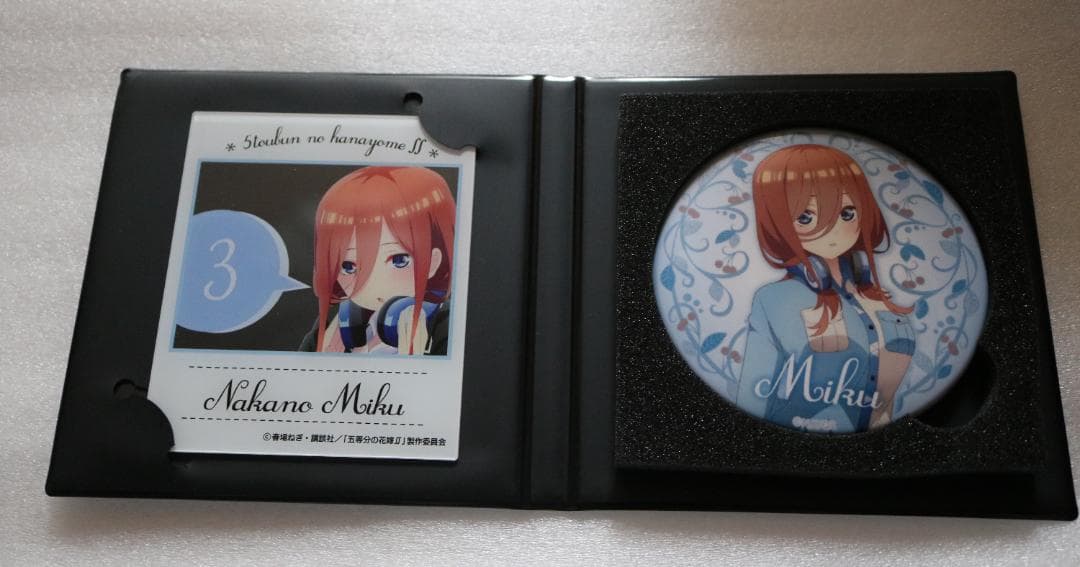 * 5toubun no hanayome ∬ *
3
Nakano Miku
©春場ねぎ・講談社／「五等分の花嫁∬」製作委員会
Miku